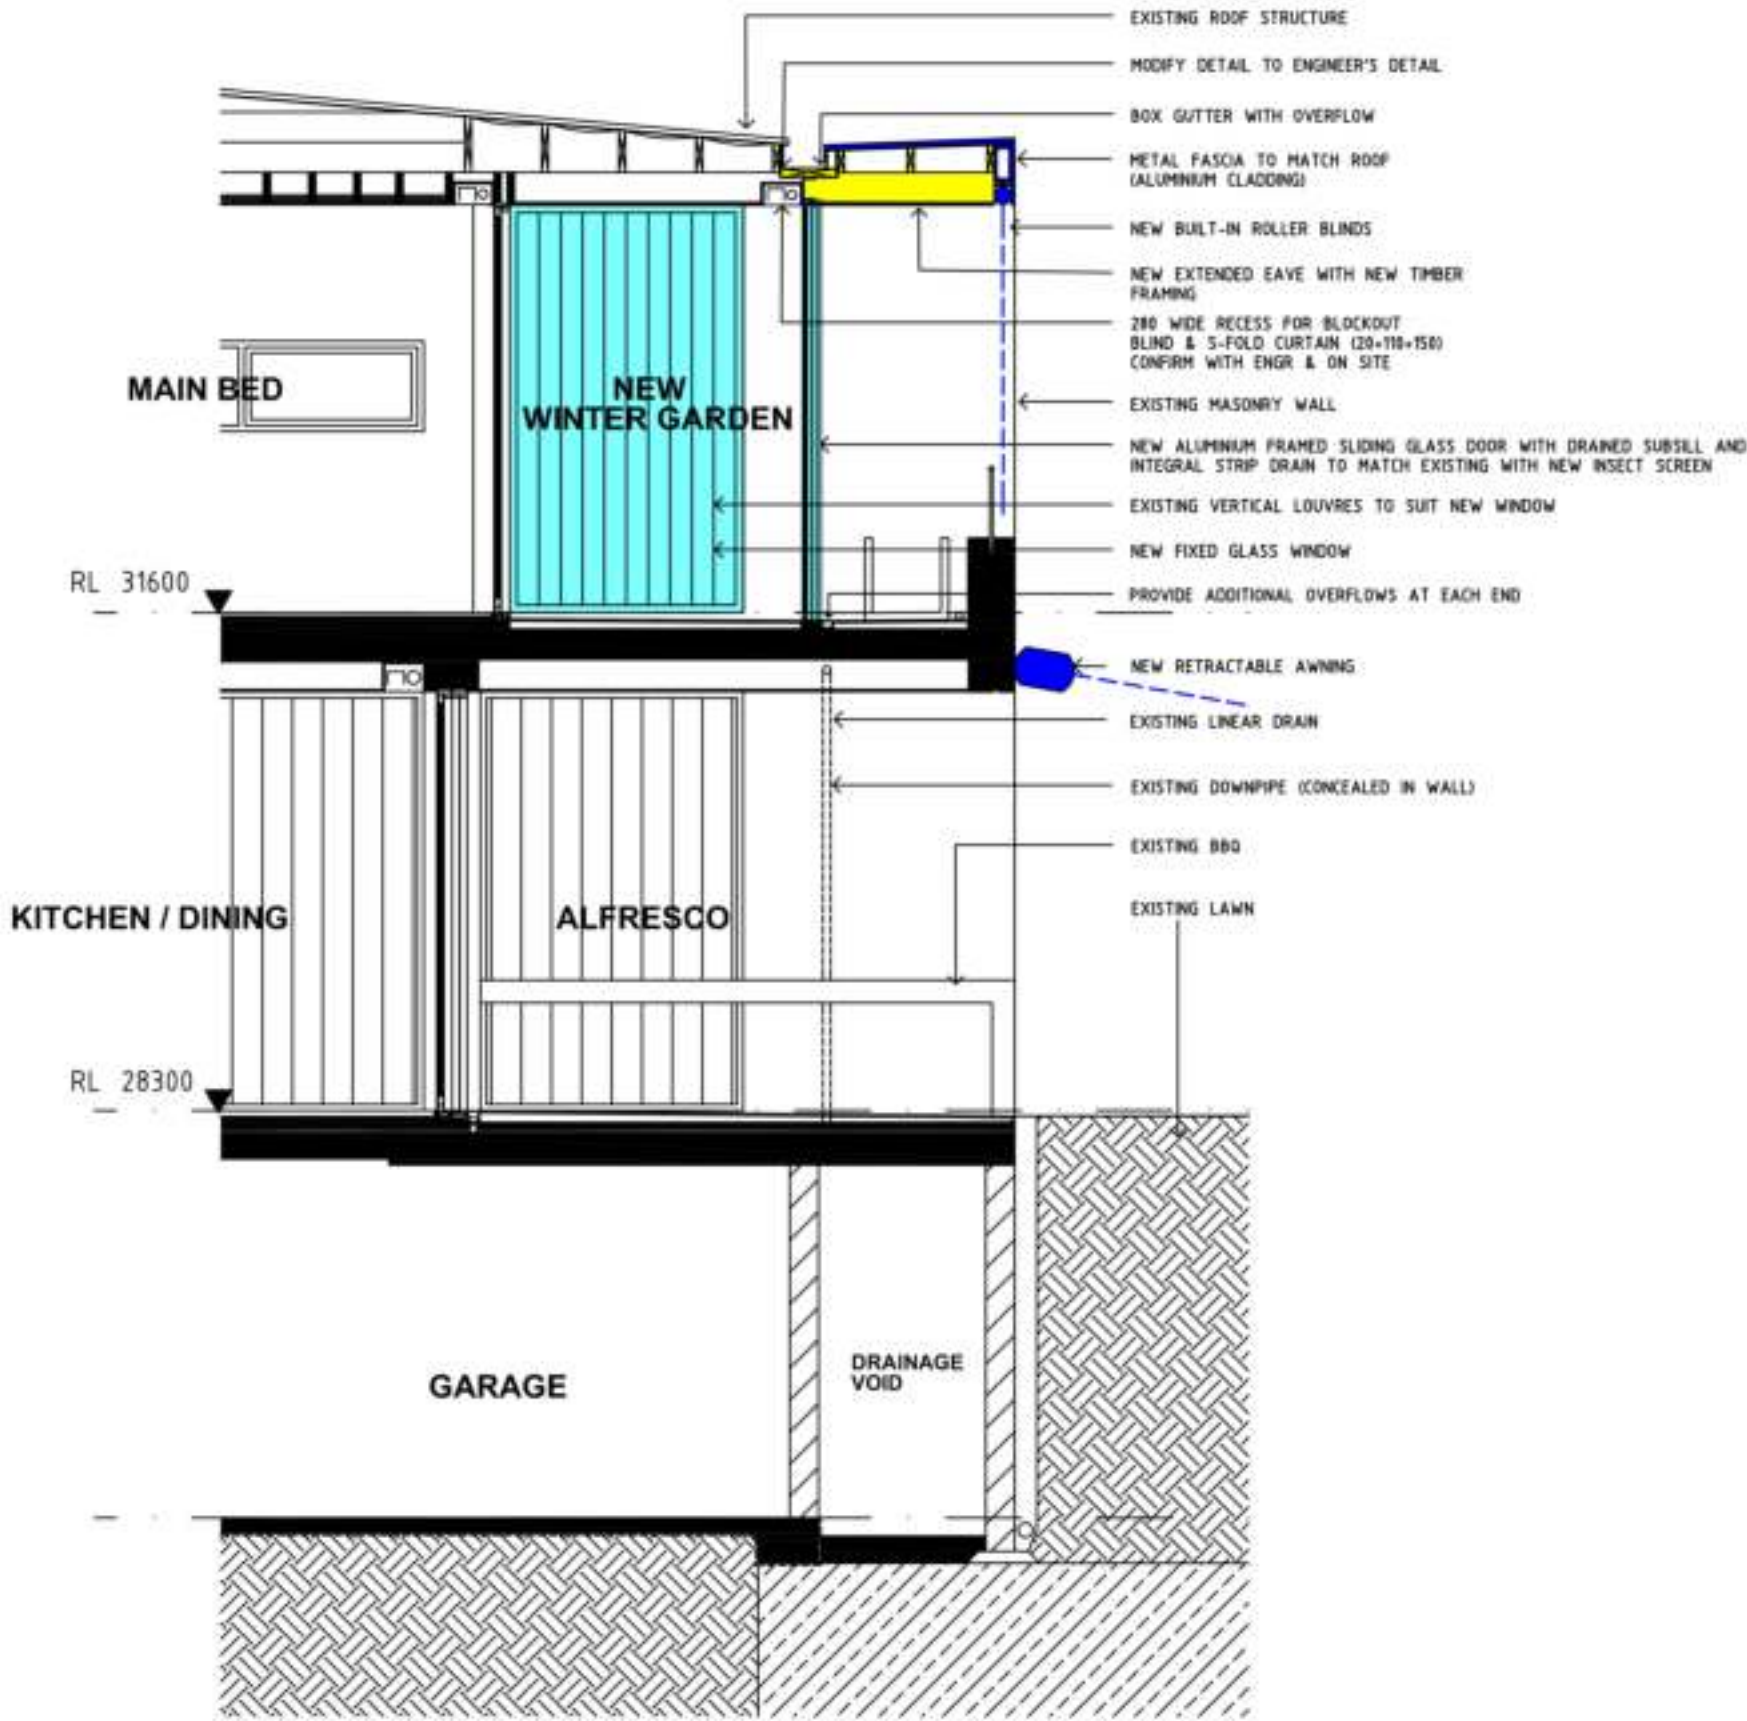 EXISTING ROOF STRUCTURE
MODIFY DETAIL TO ENGINEER'S DETAIL
BOX GUTTER WITH OVERFLOW
METAL FASCIA TO MATCH ROOF
(ALUMINIUM CLADDING)
NEW BUILT-IN ROLLER BLINDS
NEW EXTENDED EAVE WITH NEW TIMBER
FRAMING
280 WIDE RECESS FOR BLOCKOUT
BLIND & S-FOLD CURTAIN (20+110+150)
CONFIRM WITH ENGR & ON SITE
MAIN BED
NEW
WINTER GARDEN
EXISTING MASONRY WALL
NEW ALUMINIUM FRAMED SLIDING GLASS DOOR WITH DRAINED SUBSILL AND
INTEGRAL STRIP DRAIN TO MATCH EXISTING WITH NEW INSECT SCREEN
EXISTING VERTICAL LOUVRES TO SUIT NEW WINDOW
NEW FIXED GLASS WINDOW
RL 31600
PROVIDE ADDITIONAL OVERFLOWS AT EACH END
NEW RETRACTABLE AWNING
EXISTING LINEAR DRAIN
EXISTING DOWNPIPE (CONCEALED IN WALL)
EXISTING BBQ
KITCHEN / DINING
ALFRESCO
EXISTING LAWN
RL 28300
GARAGE
DRAINAGE
VOID